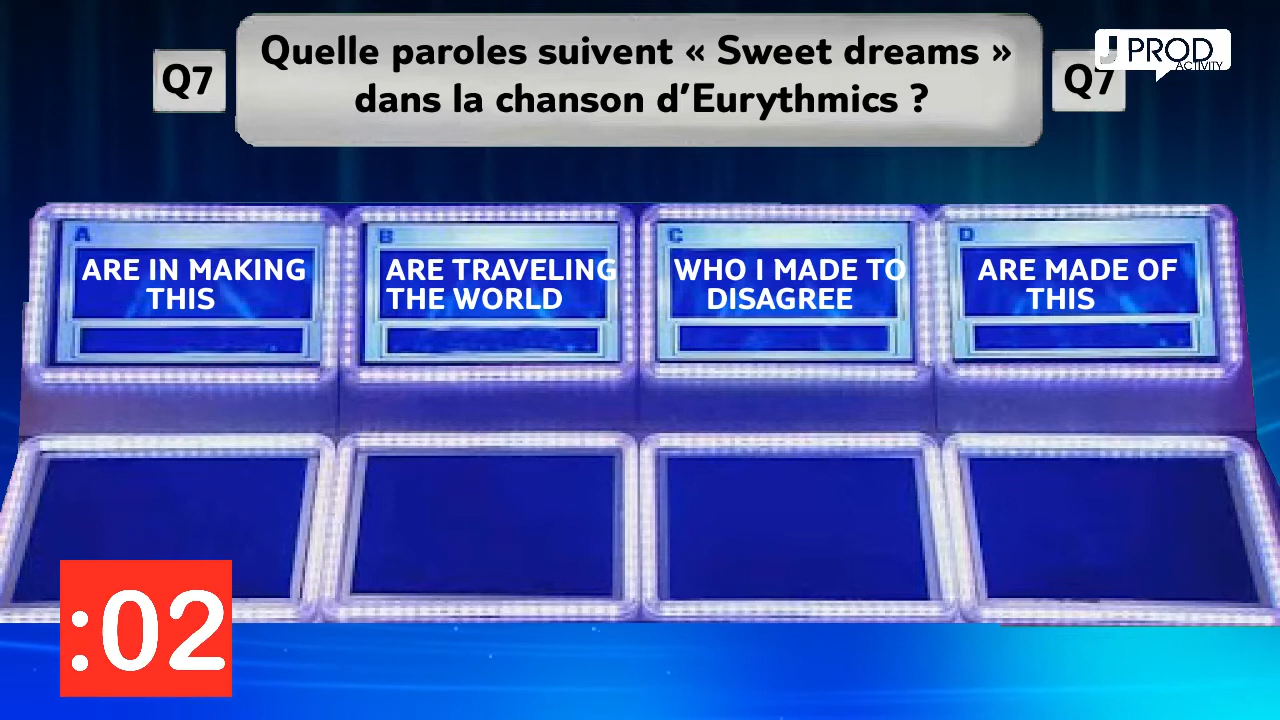 Quelle paroles suivent « Sweet dreams »
dans la chanson d’Eurythmics ?
Q7
Q7
J PROD
ACTIVITY
A
ARE IN MAKING
THIS
B
ARE TRAVELING
THE WORLD
C
WHO I MADE TO
DISAGREE
D
ARE MADE OF
THIS
:02